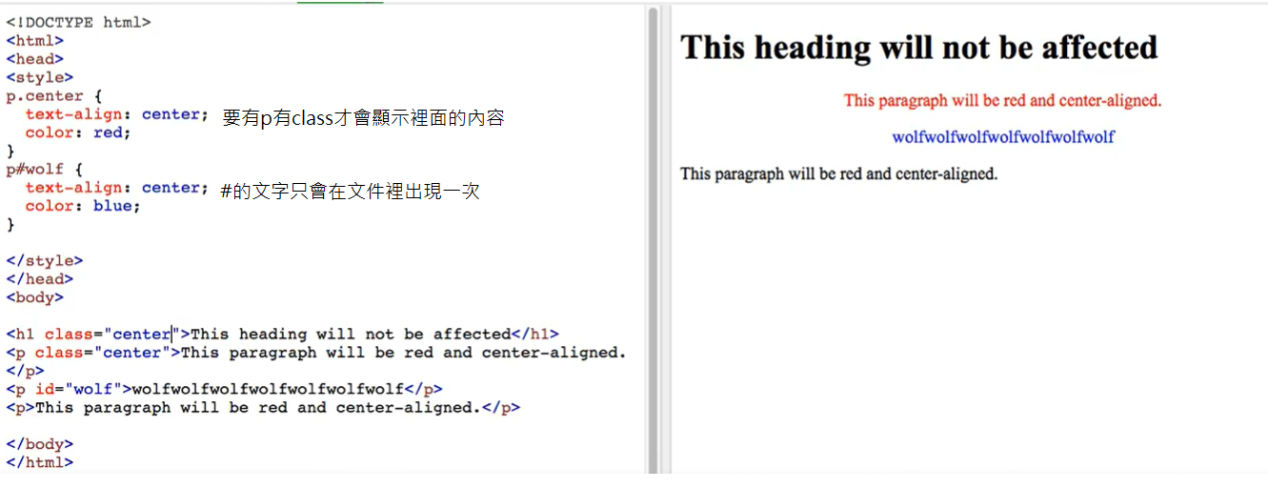 <!DOCTYPE html>
<html>
<head>
<style>
p.center {
  text-align: center; 要有p有class才會顯示裡面的內容
  color: red;
}
p#wolf {
  text-align: center; #的文字只會在文件裡出現一次
  color: blue;
}
</style>
</head>
<body>
<h1 class="center">This heading will not be affected</h1>
<p class="center">This paragraph will be red and center-aligned.
</p>
<p id="wolf">wolfwolfwolfwolfwolfwolfwolf</p>
<p>This paragraph will be red and center-aligned.</p>
</body>
</html>
This heading will not be affected
This paragraph will be red and center-aligned.
wolfwolfwolfwolfwolfwolfwolf
This paragraph will be red and center-aligned.